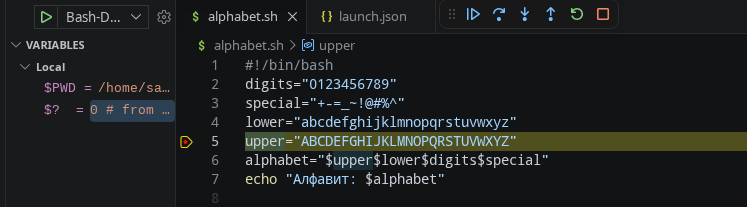 Bash-D...
alphabet.sh
launch.json
VARIABLES
Local
$PWD = /home/sa...
$? = 0 # from ...
alphabet.sh > upper
1 #!/bin/bash
2 digits="0123456789"
3 special="+-=_~!@#%^"
4 lower="abcdefghijklmnopqrstuvwxyz"
5 upper="ABCDEFGHIJKLMNOPQRSTUVWXYZ"
6 alphabet="$upper$lower$digits$special"
7 echo "Алфавит: $alphabet"
8